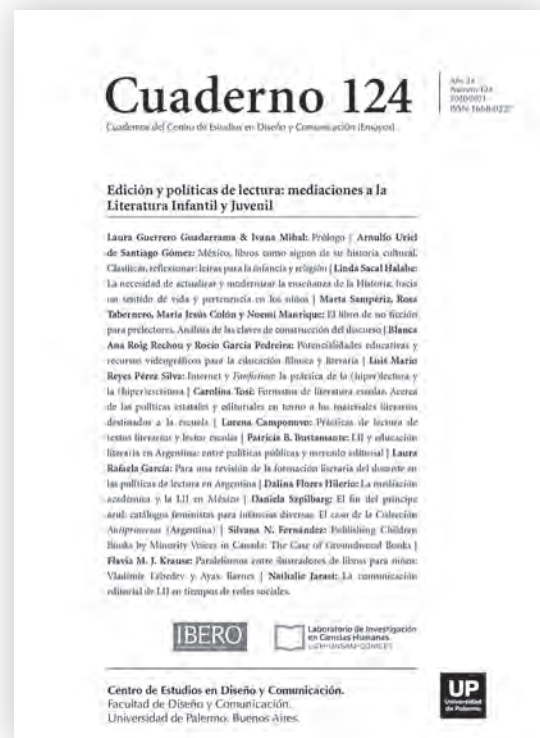 Cuaderno 124
Año 24
Número 124
2020/2021
Cuadernos del Centro de Estudios en Diseño y Comunicación [Ensayos]
Edición y políticas de lectura: mediaciones a la
Literatura Infantil y Juvenil
Laura Guerrero Guadarrama & Ivana Mihal: Prólogo | Arnulfo Uriel
de Santiago Gómez: México, libros como signos de su historia cultural.
Clasificar, reflexionar: letras para la infancia y religión | Linda Sacal Halabe:
La necesidad de actualizar y modernizar la enseñanza de la Historia, hacia
un sentido de vida y pertenencia en los niños | Marta Sampériz, Rosa
Tabernero, María Jesús Colón y Noemí Manrique: El libro de no ficción
para prelectores. Análisis de las claves de construcción del discurso | Blanca
Ana Roig Rechou y Rocío García Pedreira: Potencialidades educativas y
recursos videográficos para la educación fílmica y literaria | Luis Mario
Reyes Pérez Silva: Internet y Fanfiction: la práctica de la (hiper)lectura y
la (hiper)escritura | Carolina Tosi: Formatos de literatura escolar. Acerca
de las políticas estatales y editoriales en torno a los materiales literarios
destinados a la escuela | Lorena Camponovo: Prácticas de lectura de
textos literarios y lector escolar | Patricia B. Bustamante: LIJ y educación
literaria en Argentina: entre políticas públicas y mercado editorial | Laura
Rafaela García: Para una revisión de la formación literaria del docente en
las políticas de lectura en Argentina | Dalina Flores Hilerio: La mediación
académica y la LIJ en México | Daniela Szpilbarg: El fin del príncipe
azul: catálogos feministas para infancias diversas. El caso de la Colección
Antiprincesas (Argentina) | Silvana N. Fernández: Publishing Children
Books by Minority Voices in Canada: The Case of Groundwood Books |
Flavia M. J. Krause: Paralelismos entre ilustradores de libros para niños:
Vladimir Lébedev y Ayax Barnes | Nathalie Jarast: La comunicación
editorial de LIJ en tiempos de redes sociales.
IBERO
Laboratorio de Investigación
en Ciencias Humanas
Centro de Estudios en Diseño y Comunicación.
Facultad de Diseño y Comunicación.
Universidad de Palermo. Buenos Aires.
UP
Universidad
de Palermo